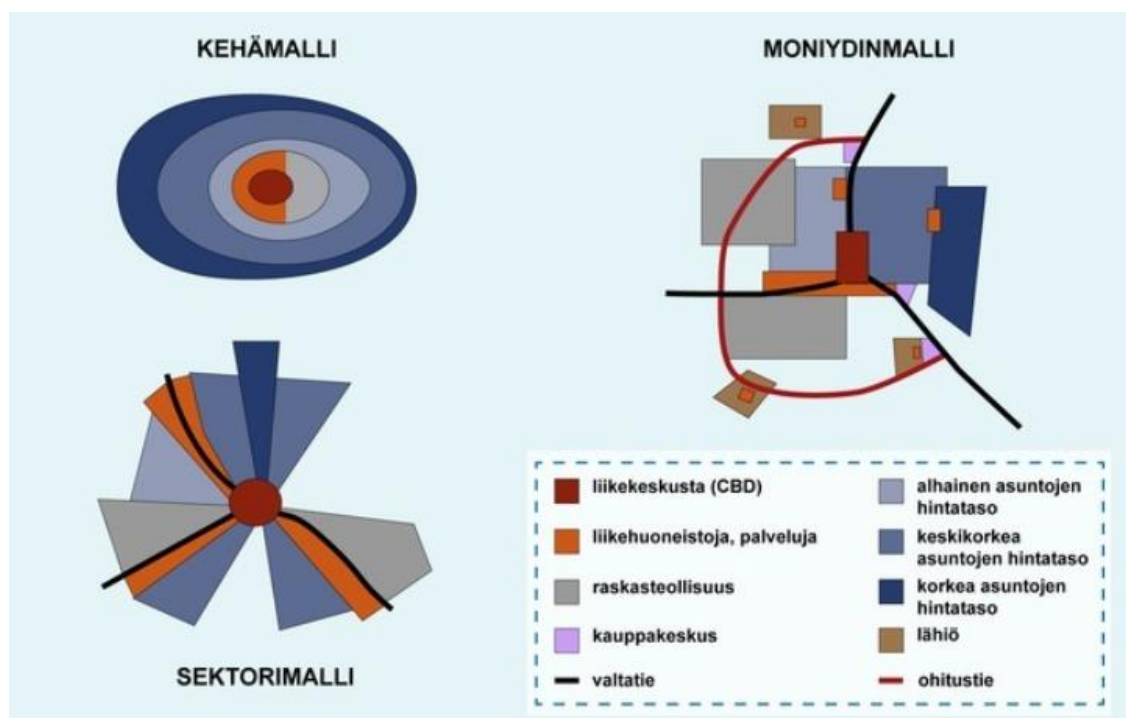 KEHÄMALLI
MONIYDINMALLI
SEKTORIMALLI
liikekeskusta (CBD)
liikehuoneistoja, palveluja
raskasteollisuus
kauppakeskus
valtatie
alhainen asuntojen
hintataso
keskikorkea
asuntojen hintataso
korkea asuntojen
hintataso
lähiö
ohitustie